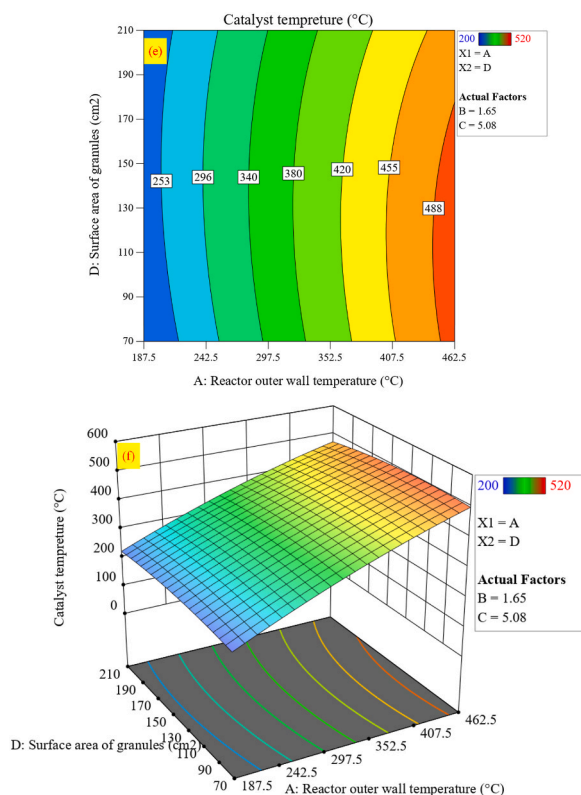 Catalyst tempreture (°C)
(e)
D: Surface area of granules (cm2)
210
190
170
150
130
110
90
70
253
296
340
380
420
455
488
187.5
242.5
297.5
352.5
407.5
462.5
A: Reactor outer wall temperature (°C)
200 520
X1 = A
X2 = D
Actual Factors
B = 1.65
C = 5.08
(f)
Catalyst tempreture (°C)
600
500
400
300
200
100
0
210
190
170
150
130
110
90
70
D: Surface area of granules (cm2)
187.5
242.5
297.5
352.5
407.5
462.5
A: Reactor outer wall temperature (°C)
200 520
X1 = A
X2 = D
Actual Factors
B = 1.65
C = 5.08